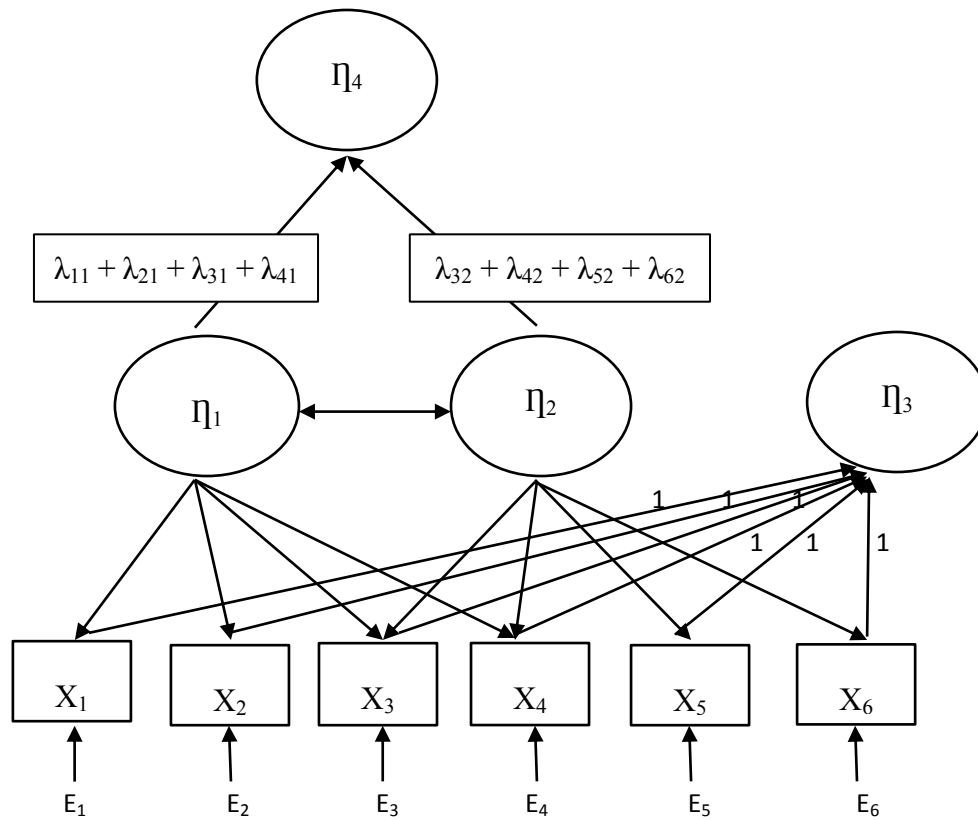 η₄
λ₁₁ + λ₂₁ + λ₃₁ + λ₄₁
λ₃₂ + λ₄₂ + λ₅₂ + λ₆₂
η₁
η₂
η₃
1 1 1
1 1 1
X₁ X₂ X₃ X₄ X₅ X₆
E₁ E₂ E₃ E₄ E₅ E₆